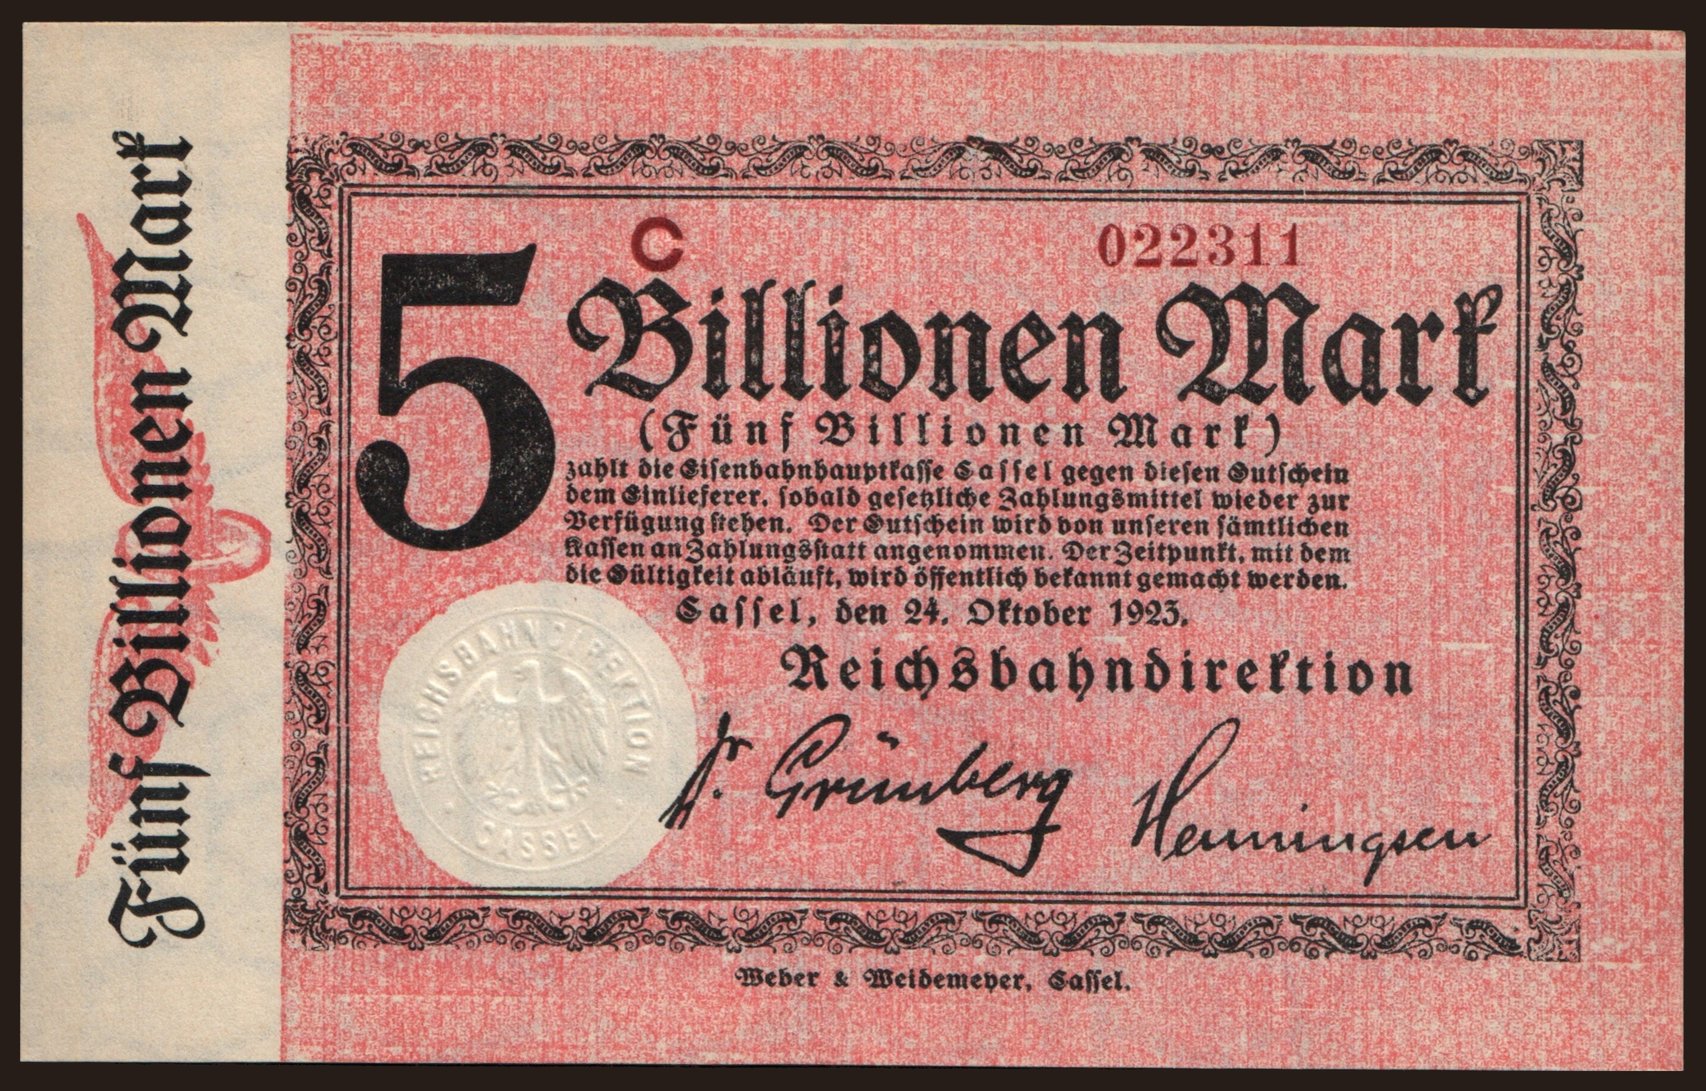 Fünf Billionen Mark
C 022311
5 Billionen Mark
(Fünf Billionen Mark)
zahlt die Eisenbahnhauptkasse Cassel gegen diesen Gutschein
dem Einlieferer, sobald gesetzliche Zahlungsmittel wieder zur
Verfügung stehen. Der Gutschein wird von unseren sämtlichen
Kassen an Zahlungsstatt angenommen. Der Zeitpunkt, mit dem
die Gültigkeit abläuft, wird öffentlich bekannt gemacht werden.
Cassel, den 24. Oktober 1923.
Reichsbahndirektion
REICHSBAHNDIREKTION
CASSEL
Dr. Grünberg Henningsen
Weber & Weidemeyer, Cassel.